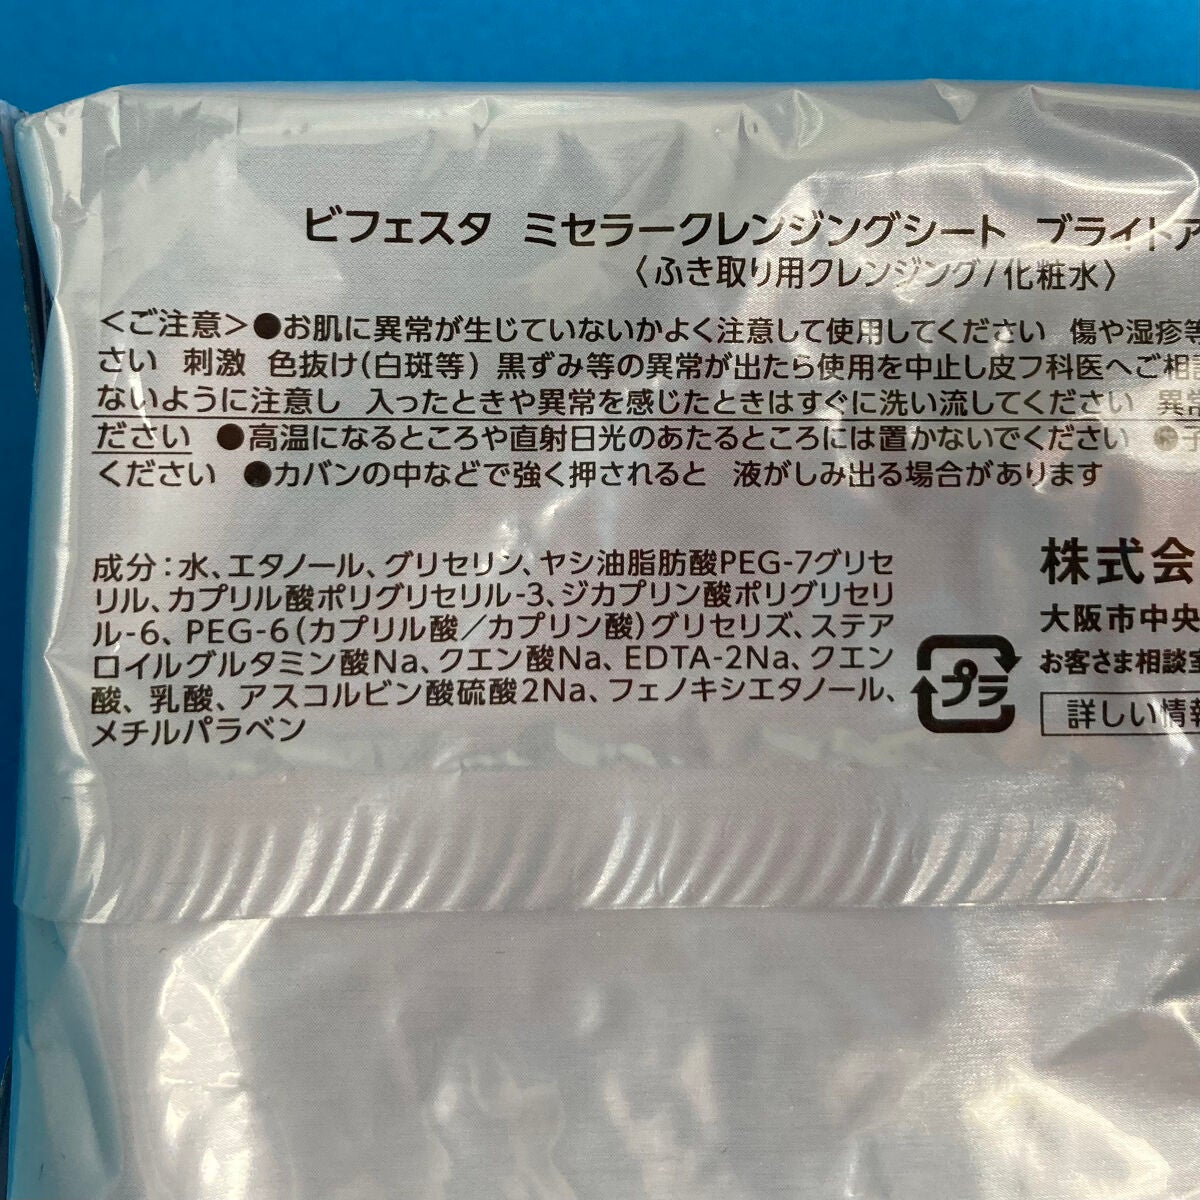 ビフェスタ ミセラークレンジングシート ブライトア
〈ふき取り用クレンジング/化粧水〉
<ご注意>●お肌に異常が生じていないかよく注意して使用してください 傷や湿疹等
さい 刺激 色抜け(白斑等) 黒ずみ等の異常が出たら使用を中止し皮フ科医へご相談
ないように注意し 入ったときや異常を感じたときはすぐに洗い流してください 異常
ださい ●高温になるところや直射日光のあたるところには置かないでください ●子
ください ●カバンの中などで強く押されると 液がしみ出る場合があります
成分:水、エタノール、グリセリン、ヤシ油脂肪酸PEG-7グリセ
リル、カプリル酸ポリグリセリル-3、ジカプリン酸ポリグリセリ
ル-6、PEG-6(カプリル酸/カプリン酸)グリセリズ、ステア
ロイルグルタミン酸Na、クエン酸Na、EDTA-2Na、クエン
酸、乳酸、アスコルビン酸硫酸2Na、フェノキシエタノール、
メチルパラベン
プラ
株式会
大阪市中央
お客さま相談室
詳しい情報